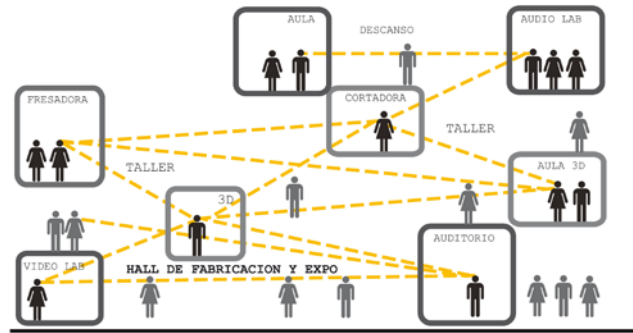 AULA
DESCANSO
AUDIO LAB
FRESADORA
CORTADORA
TALLER
TALLER
AULA 3D
3D
AUDITORIO
VIDEO LAB
HALL DE FABRICACION Y EXPO